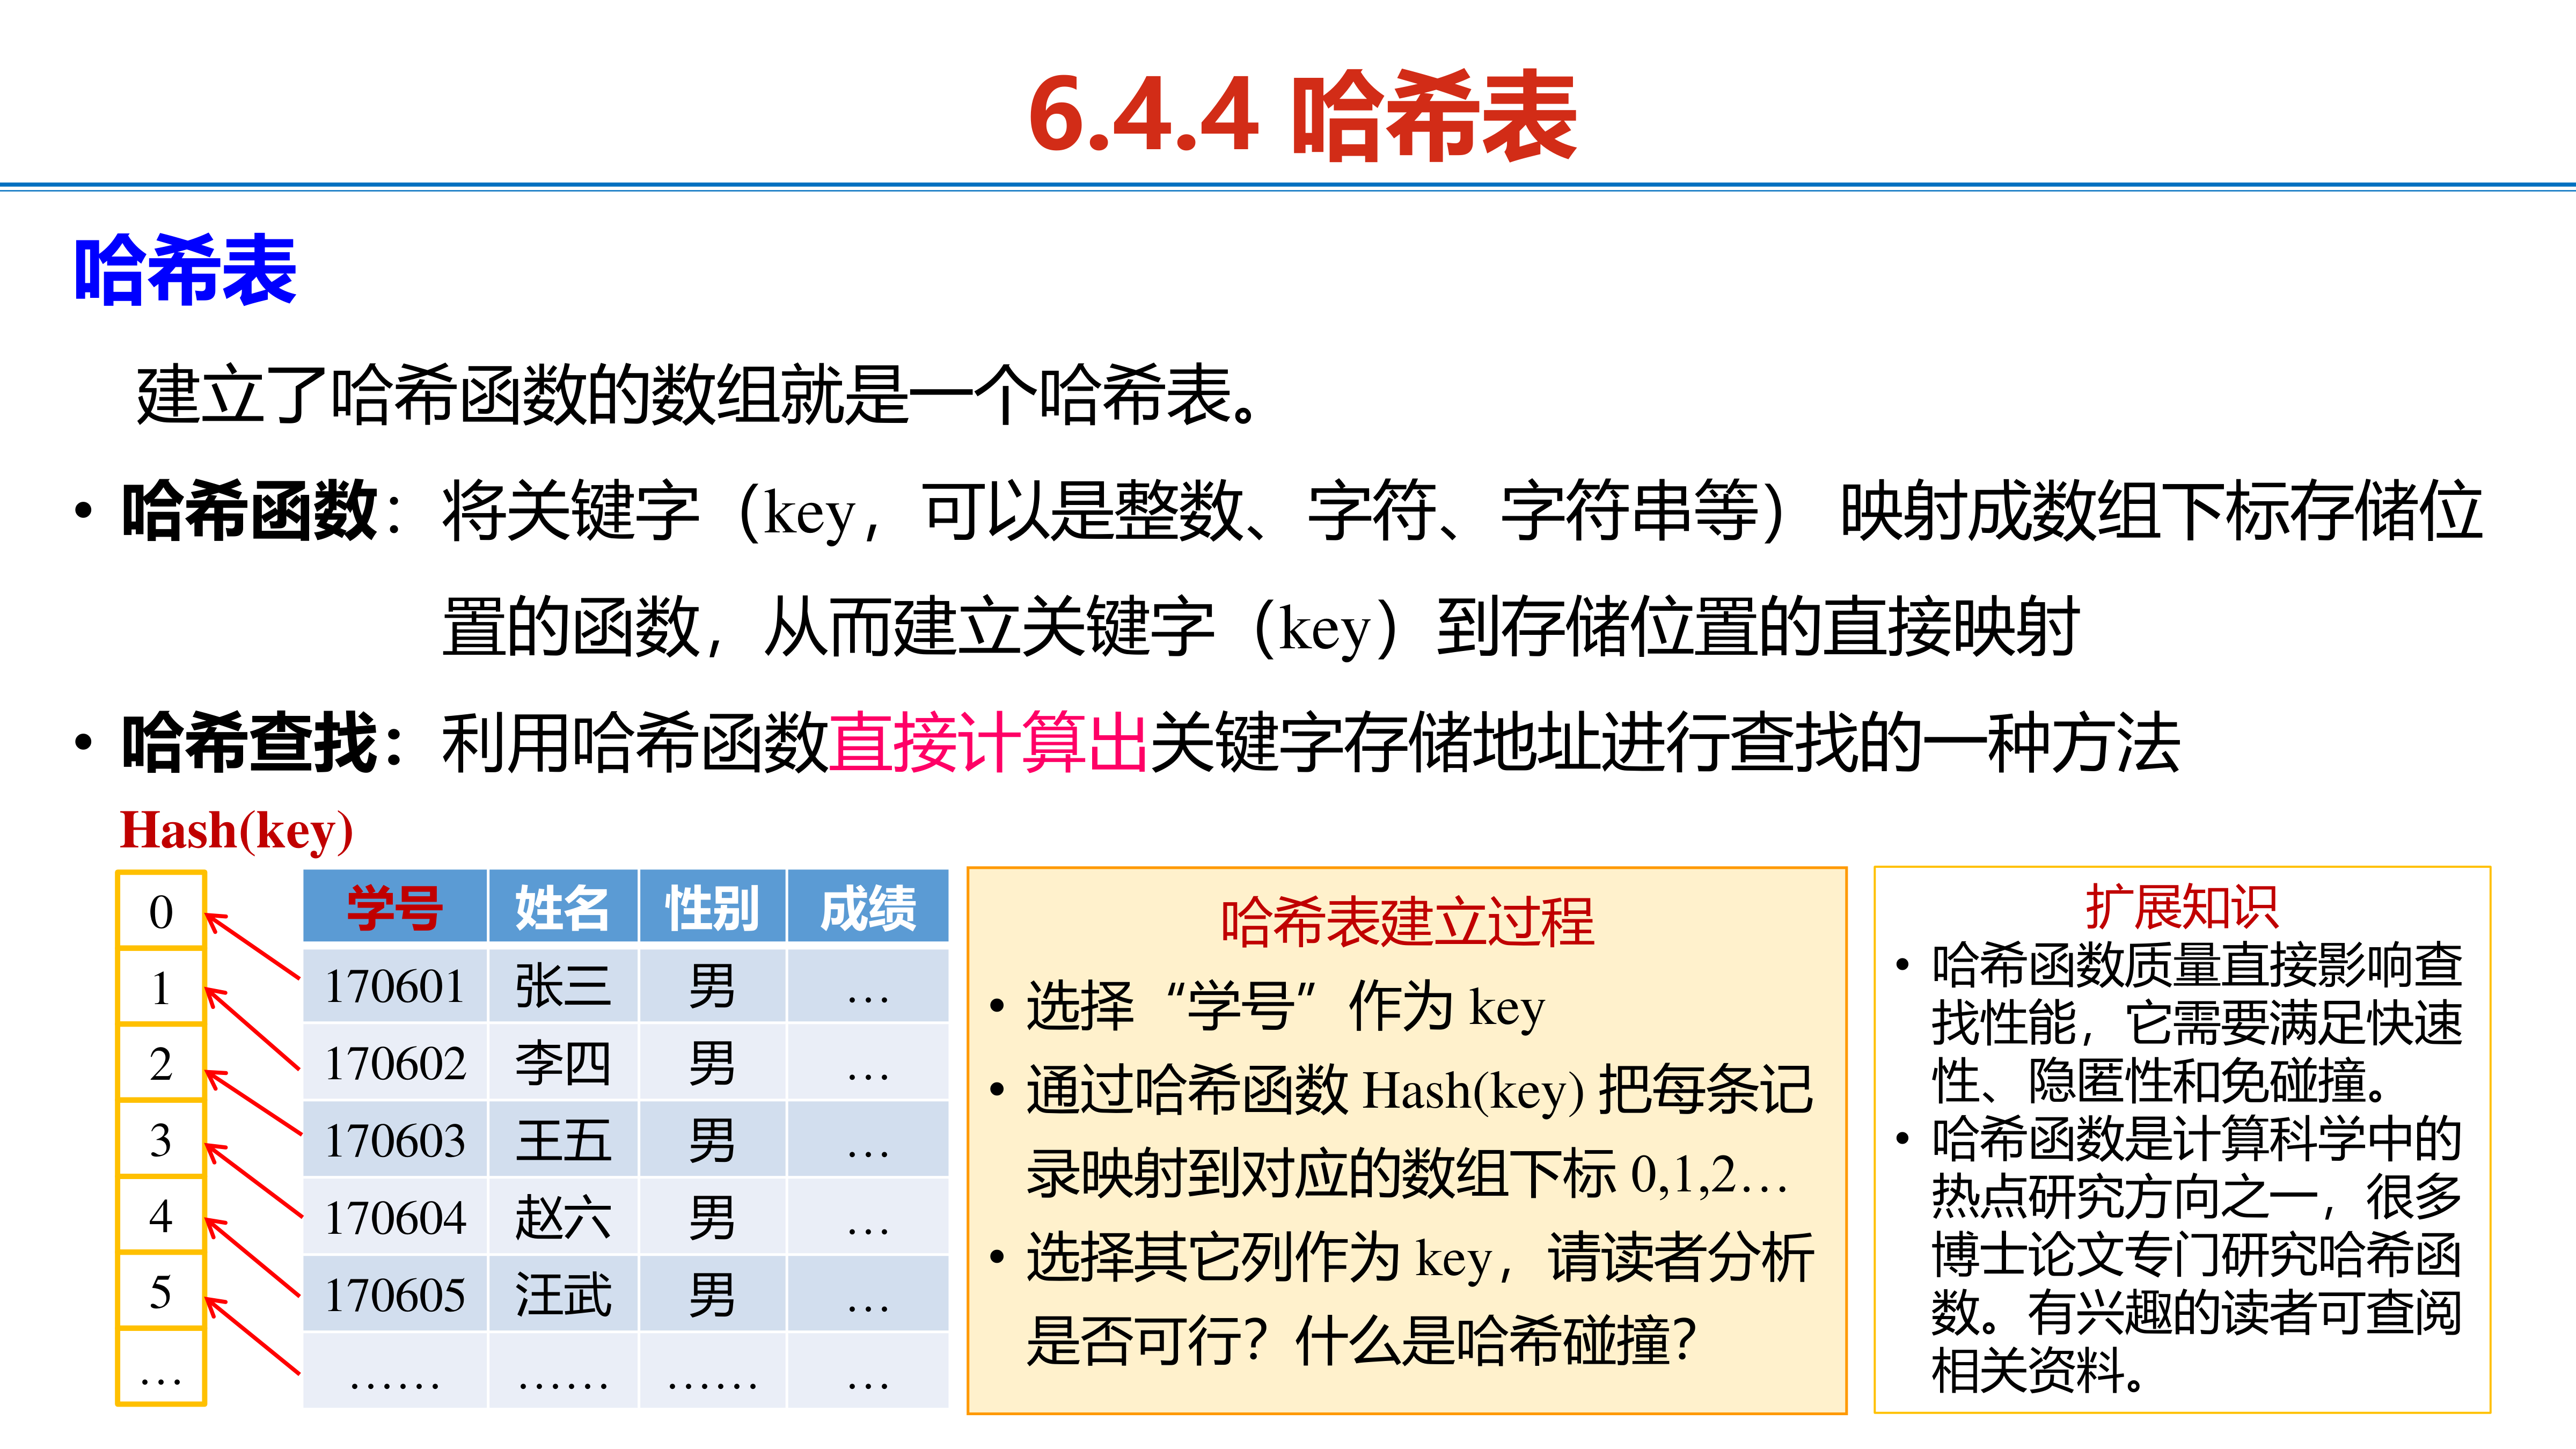 6.4.4 哈希表
哈希表
建立了哈希函数的数组就是一个哈希表。
• 哈希函数：将关键字（key，可以是整数、字符、字符串等） 映射成数组下标存储位
置的函数，从而建立关键字（key）到存储位置的直接映射
• 哈希查找：利用哈希函数直接计算出关键字存储地址进行查找的一种方法
Hash(key)
0
1
2
3
4
5
…
学号 姓名 性别 成绩
170601 张三 男 …
170602 李四 男 …
170603 王五 男 …
170604 赵六 男 …
170605 汪武 男 …
…… …… …… …
哈希表建立过程
• 选择“学号”作为 key
• 通过哈希函数 Hash(key) 把每条记
录映射到对应的数组下标 0,1,2…
• 选择其它列作为 key，请读者分析
是否可行？什么是哈希碰撞？
扩展知识
• 哈希函数质量直接影响查
找性能，它需要满足快速
性、隐匿性和免碰撞。
• 哈希函数是计算科学中的
热点研究方向之一，很多
博士论文专门研究哈希函
数。有兴趣的读者可查阅
相关资料。